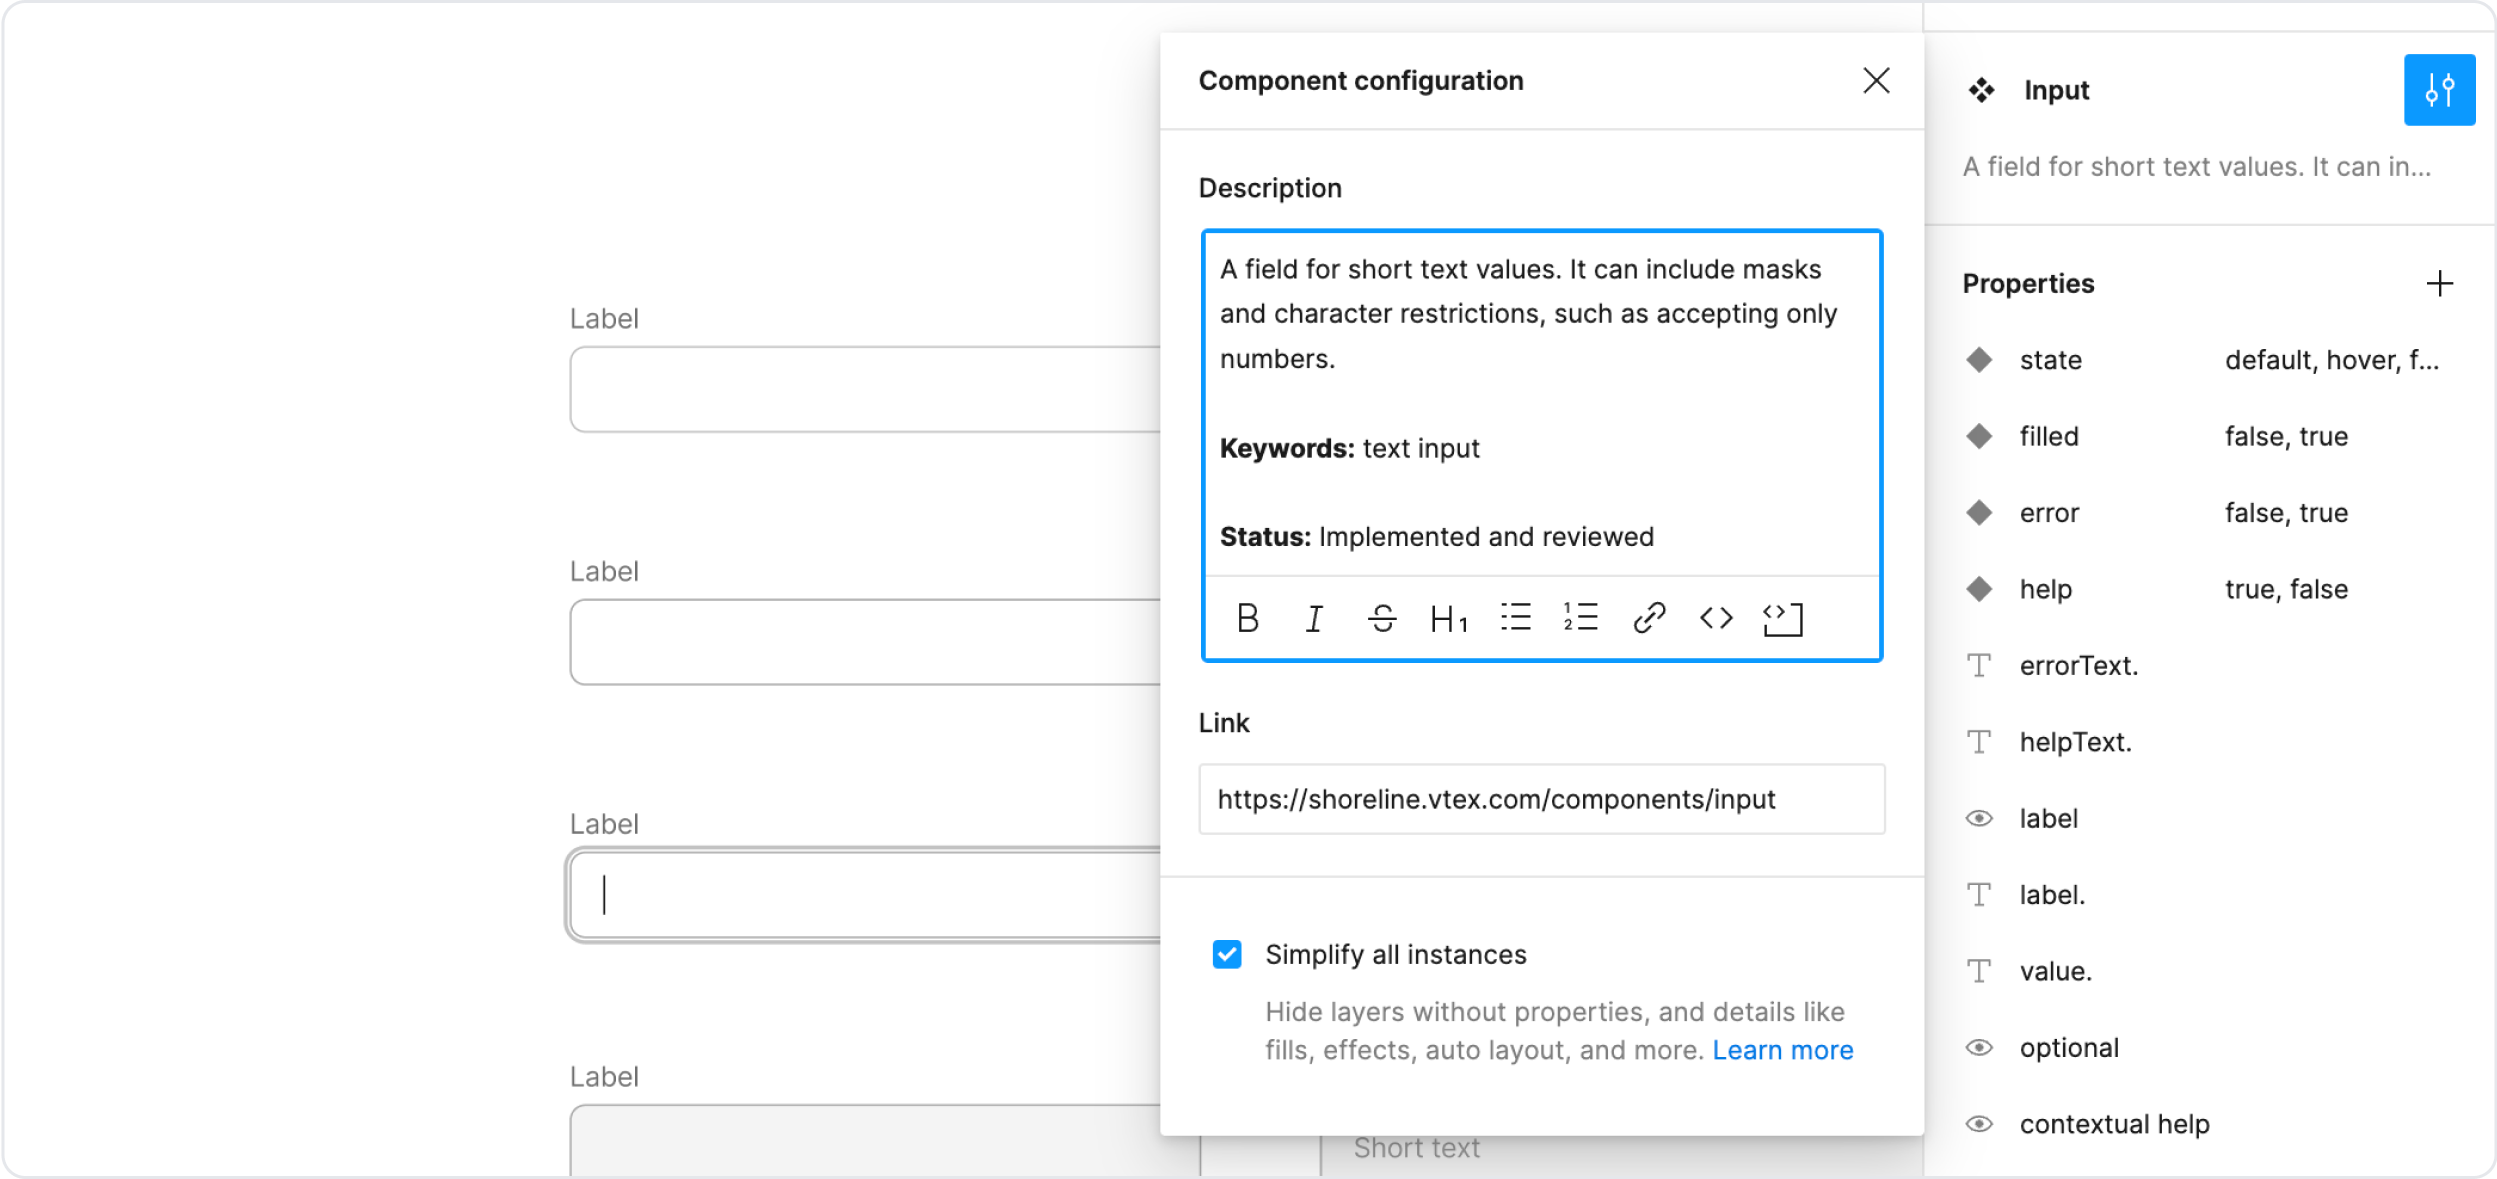 Label
Label
Label
Label
Short text
Component configuration
Description
A field for short text values. It can include masks
and character restrictions, such as accepting only
numbers.
Keywords: text input
Status: Implemented and reviewed
B I S H1 1 2
Link
https://shoreline.vtex.com/components/input
Simplify all instances
Hide layers without properties, and details like
fills, effects, auto layout, and more. Learn more
Input
A field for short text values. It can in...
Properties
state default, hover, f...
filled false, true
error false, true
help true, false
T errorText.
T helpText.
label
T label.
T value.
optional
contextual help